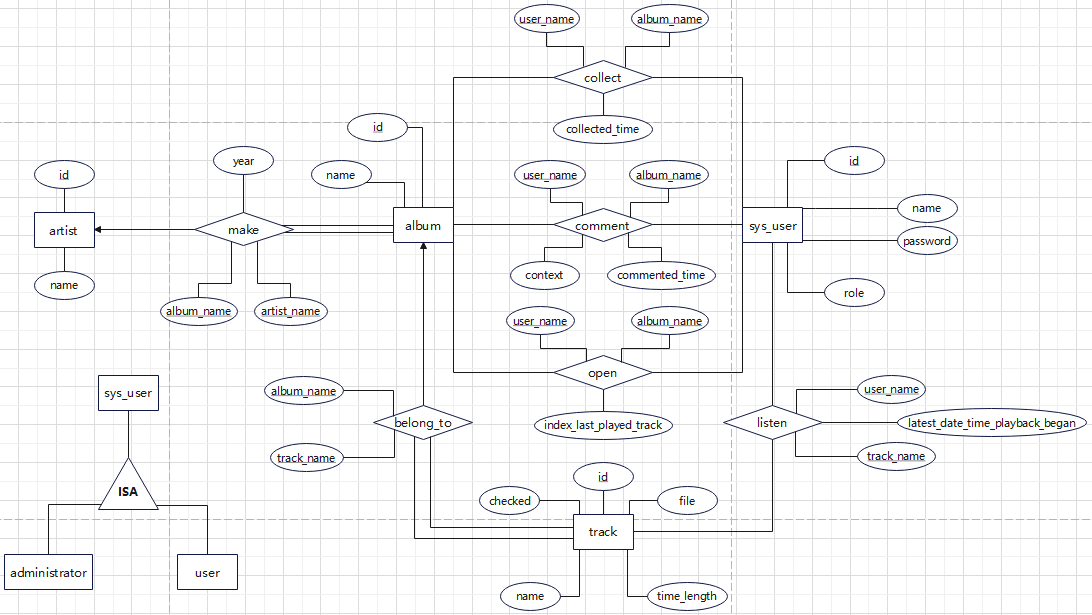 user_name
album_name
collect
collected_time
id
name
year
id
artist
name
make
album_name
artist_name
album
user_name
album_name
comment
context
commented_time
id
name
password
sys_user
role
user_name
album_name
open
index_last_played_track
sys_user
ISA
administrator
user
album_name
belong_to
track_name
user_name
listen
latest_date_time_playback_began
track_name
id
checked
file
track
name
time_length